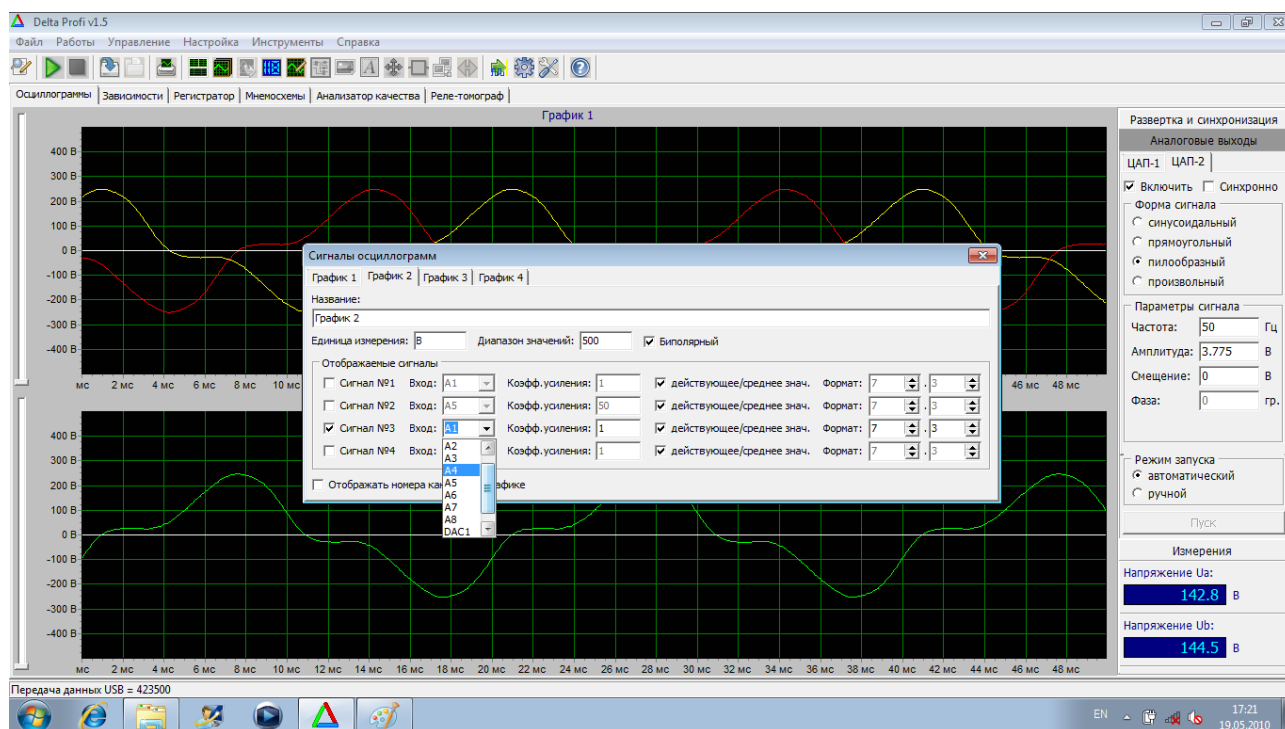 Delta Profi v1.5
Файл Работы Управление Настройка Инструменты Справка
Осциллограммы Зависимости Регистратор Мнемосхемы Анализатор качества Реле-томограф
График 1
400 В
300 В
200 В
100 В
0 В
-100 В
-200 В
-300 В
-400 В
мс 2 мс 4 мс 6 мс 8 мс 10 мс 46 мс 48 мс
Сигналы осциллограмм
График 1 График 2 График 3 График 4
Название:
График 2
Единица измерения: В Диапазон значений: 500 Биполярный
Отображаемые сигналы
Сигнал №1 Вход: A1 Коэфф.усиления: 1 действующее/среднее знач. Формат: 7 . 3
Сигнал №2 Вход: A5 Коэфф.усиления: 50 действующее/среднее знач. Формат: 7 . 3
Сигнал №3 Вход: A1 Коэфф.усиления: 1 действующее/среднее знач. Формат: 7 . 3
Сигнал №4 Вход: Коэфф.усиления: 1 действующее/среднее знач. Формат: 7 . 3
A2
A3
A4
A5
A6
A7
A8
DAC1
Отображать номера
400 В
300 В
200 В
100 В
0 В
-100 В
-200 В
-300 В
-400 В
мс 2 мс 4 мс 6 мс 8 мс 10 мс 12 мс 14 мс 16 мс 18 мс 20 мс 22 мс 24 мс 26 мс 28 мс 30 мс 32 мс 34 мс 36 мс 38 мс 40 мс 42 мс 44 мс 46 мс 48 мс
Развертка и синхронизация
Аналоговые выходы
ЦАП-1 ЦАП-2
Включить Синхронно
Форма сигнала
синусоидальный
прямоугольный
пилообразный
произвольный
Параметры сигнала
Частота: 50 Гц
Амплитуда: 3.775 В
Смещение: 0 В
Фаза: 0 гр.
Режим запуска
автоматический
ручной
Пуск
Измерения
Напряжение Ua:
142.8 В
Напряжение Ub:
144.5 В
Передача данных USB = 423500
EN
17:21
19.05.2010